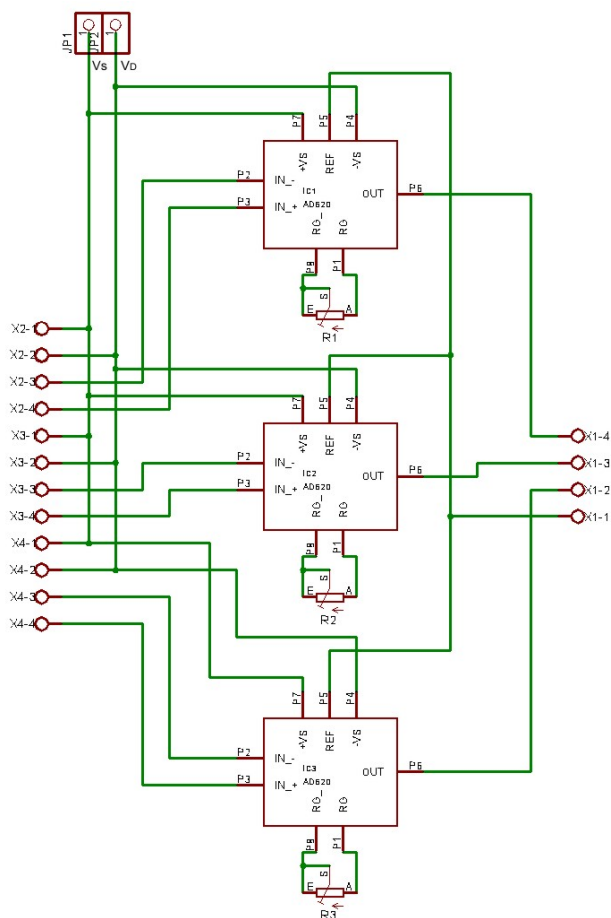 JP1 1 JP2 1
Vs VD
P7 P5 P4
+VS REF -VS
P2 IN_- IC1 OUT P6
P3 IN_+ AD620
RG_ RG
P8 P1
S
E A
R1
X2-1
X2-2
X2-3
X2-4
X3-1
X3-2
X3-3
X3-4
X4-1
X4-2
X4-3
X4-4
P7 P5 P4
+VS REF -VS
P2 IN_- IC2 OUT P6
P3 IN_+ AD620
RG_ RG
P8 P1
S
E A
R2
X1-4
X1-3
X1-2
X1-1
P7 P5 P4
+VS REF -VS
P2 IN_- IC3 OUT P6
P3 IN_+ AD620
RG_ RG
P8 P1
S
E A
R3